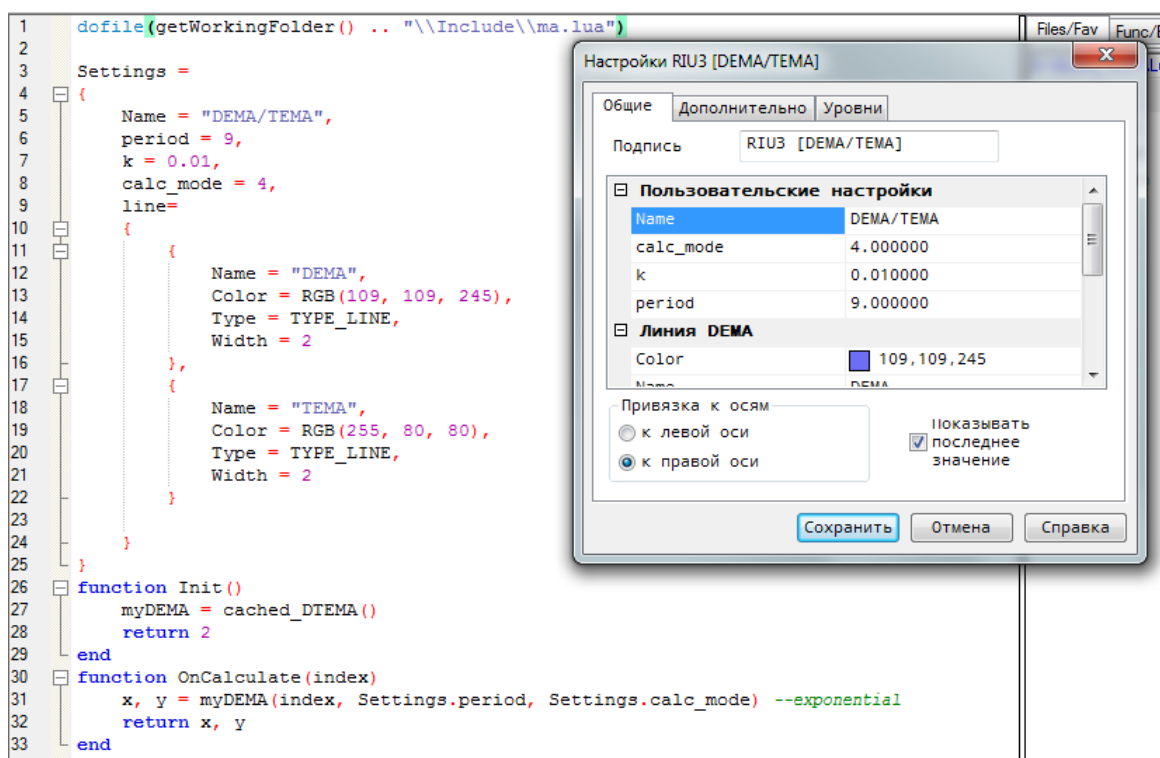 1 dofile(getWorkingFolder() .. "\\Include\\ma.lua")
2
3 Settings =
4 {
5 Name = "DEMA/TEMA",
6 period = 9,
7 k = 0.01,
8 calc_mode = 4,
9 line=
10 {
11 {
12 Name = "DEMA",
13 Color = RGB(109, 109, 245),
14 Type = TYPE_LINE,
15 Width = 2
16 },
17 {
18 Name = "TEMA",
19 Color = RGB(255, 80, 80),
20 Type = TYPE_LINE,
21 Width = 2
22 }
23
24 }
25 }
26 function Init()
27 myDEMA = cached_DTEMA()
28 return 2
29 end
30 function OnCalculate(index)
31 x, y = myDEMA(index, Settings.period, Settings.calc_mode) --exponential
32 return x, y
33 end
Files/Fav Func/
Настройки RIU3 [DEMA/TEMA]
Общие Дополнительно Уровни
Подпись RIU3 [DEMA/TEMA]
Пользовательские настройки
Name DEMA/TEMA
calc_mode 4.000000
k 0.010000
period 9.000000
Линия DEMA
Color 109,109,245
Name DEMA
Привязка к осям
к левой оси
к правой оси
Показывать
последнее
значение
Сохранить Отмена Справка